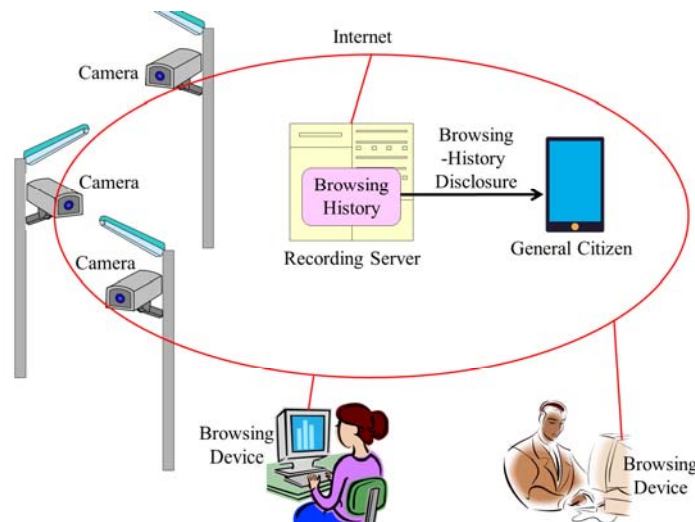 Internet
Camera
Camera
Camera
Browsing
History
Recording Server
Browsing
-History
Disclosure
General Citizen
Browsing
Device
Browsing
Device